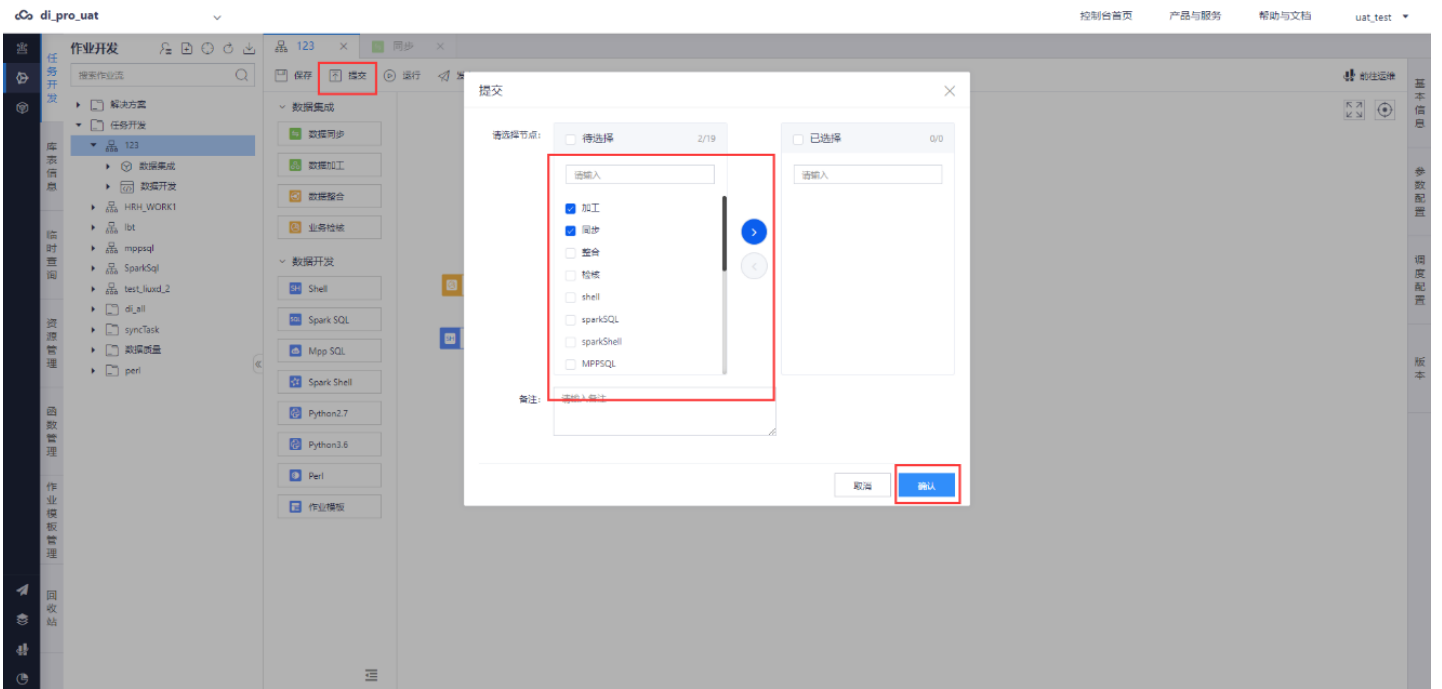 di_pro_uat
控制台首页
产品与服务
帮助与文档
uat_test
任务开发
库表信息
临时查询
资源管理
函数管理
作业模板管理
回收站
作业开发
搜索作业流
解决方案
任务开发
123
数据集成
数据开发
HRH_WORK1
lbt
mppsql
SparkSql
test_liuxd_2
di_all
syncTask
数据质量
perl
123
同步
保存
提交
运行
前往运维
数据集成
数据同步
数据加工
数据整合
业务检核
数据开发
Shell
Spark SQL
Mpp SQL
Spark Shell
Python2.7
Python3.6
Perl
作业模板
提交
请选择节点:
待选择
2/19
请输入
加工
同步
整合
检核
shell
sparkSQL
sparkShell
MPPSQL
已选择
0/0
请输入
备注:
请输入备注
取消
确认
基本信息
参数配置
调度配置
版本